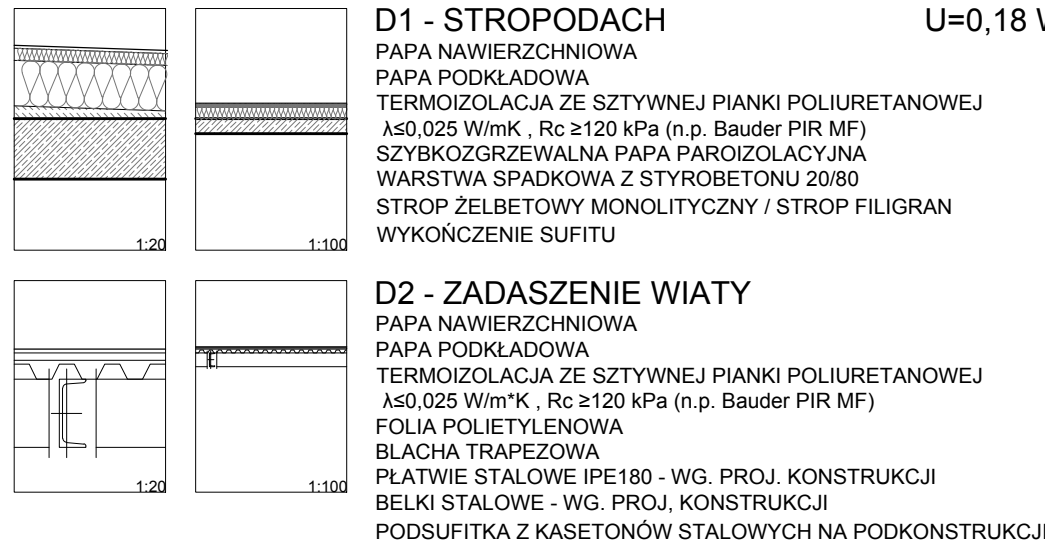 D1 - STROPODACH U=0,18 W
PAPA NAWIERZCHNIOWA
PAPA PODKŁADOWA
TERMOIZOLACJA ZE SZTYWNEJ PIANKI POLIURETANOWEJ
λ≤0,025 W/mK , Rc ≥120 kPa (n.p. Bauder PIR MF)
SZYBKOZGRZEWALNA PAPA PAROIZOLACYJNA
WARSTWA SPADKOWA Z STYROBETONU 20/80
STROP ŻELBETOWY MONOLITYCZNY / STROP FILIGRAN
WYKOŃCZENIE SUFITU
1:20
1:100
D2 - ZADASZENIE WIATY
PAPA NAWIERZCHNIOWA
PAPA PODKŁADOWA
TERMOIZOLACJA ZE SZTYWNEJ PIANKI POLIURETANOWEJ
λ≤0,025 W/m*K , Rc ≥120 kPa (n.p. Bauder PIR MF)
FOLIA POLIETYLENOWA
BLACHA TRAPEZOWA
PŁATWIE STALOWE IPE180 - WG. PROJ. KONSTRUKCJI
BELKI STALOWE - WG. PROJ, KONSTRUKCJI
PODSUFITKA Z KASETONÓW STALOWYCH NA PODKONSTRUKCJI
1:20
1:100